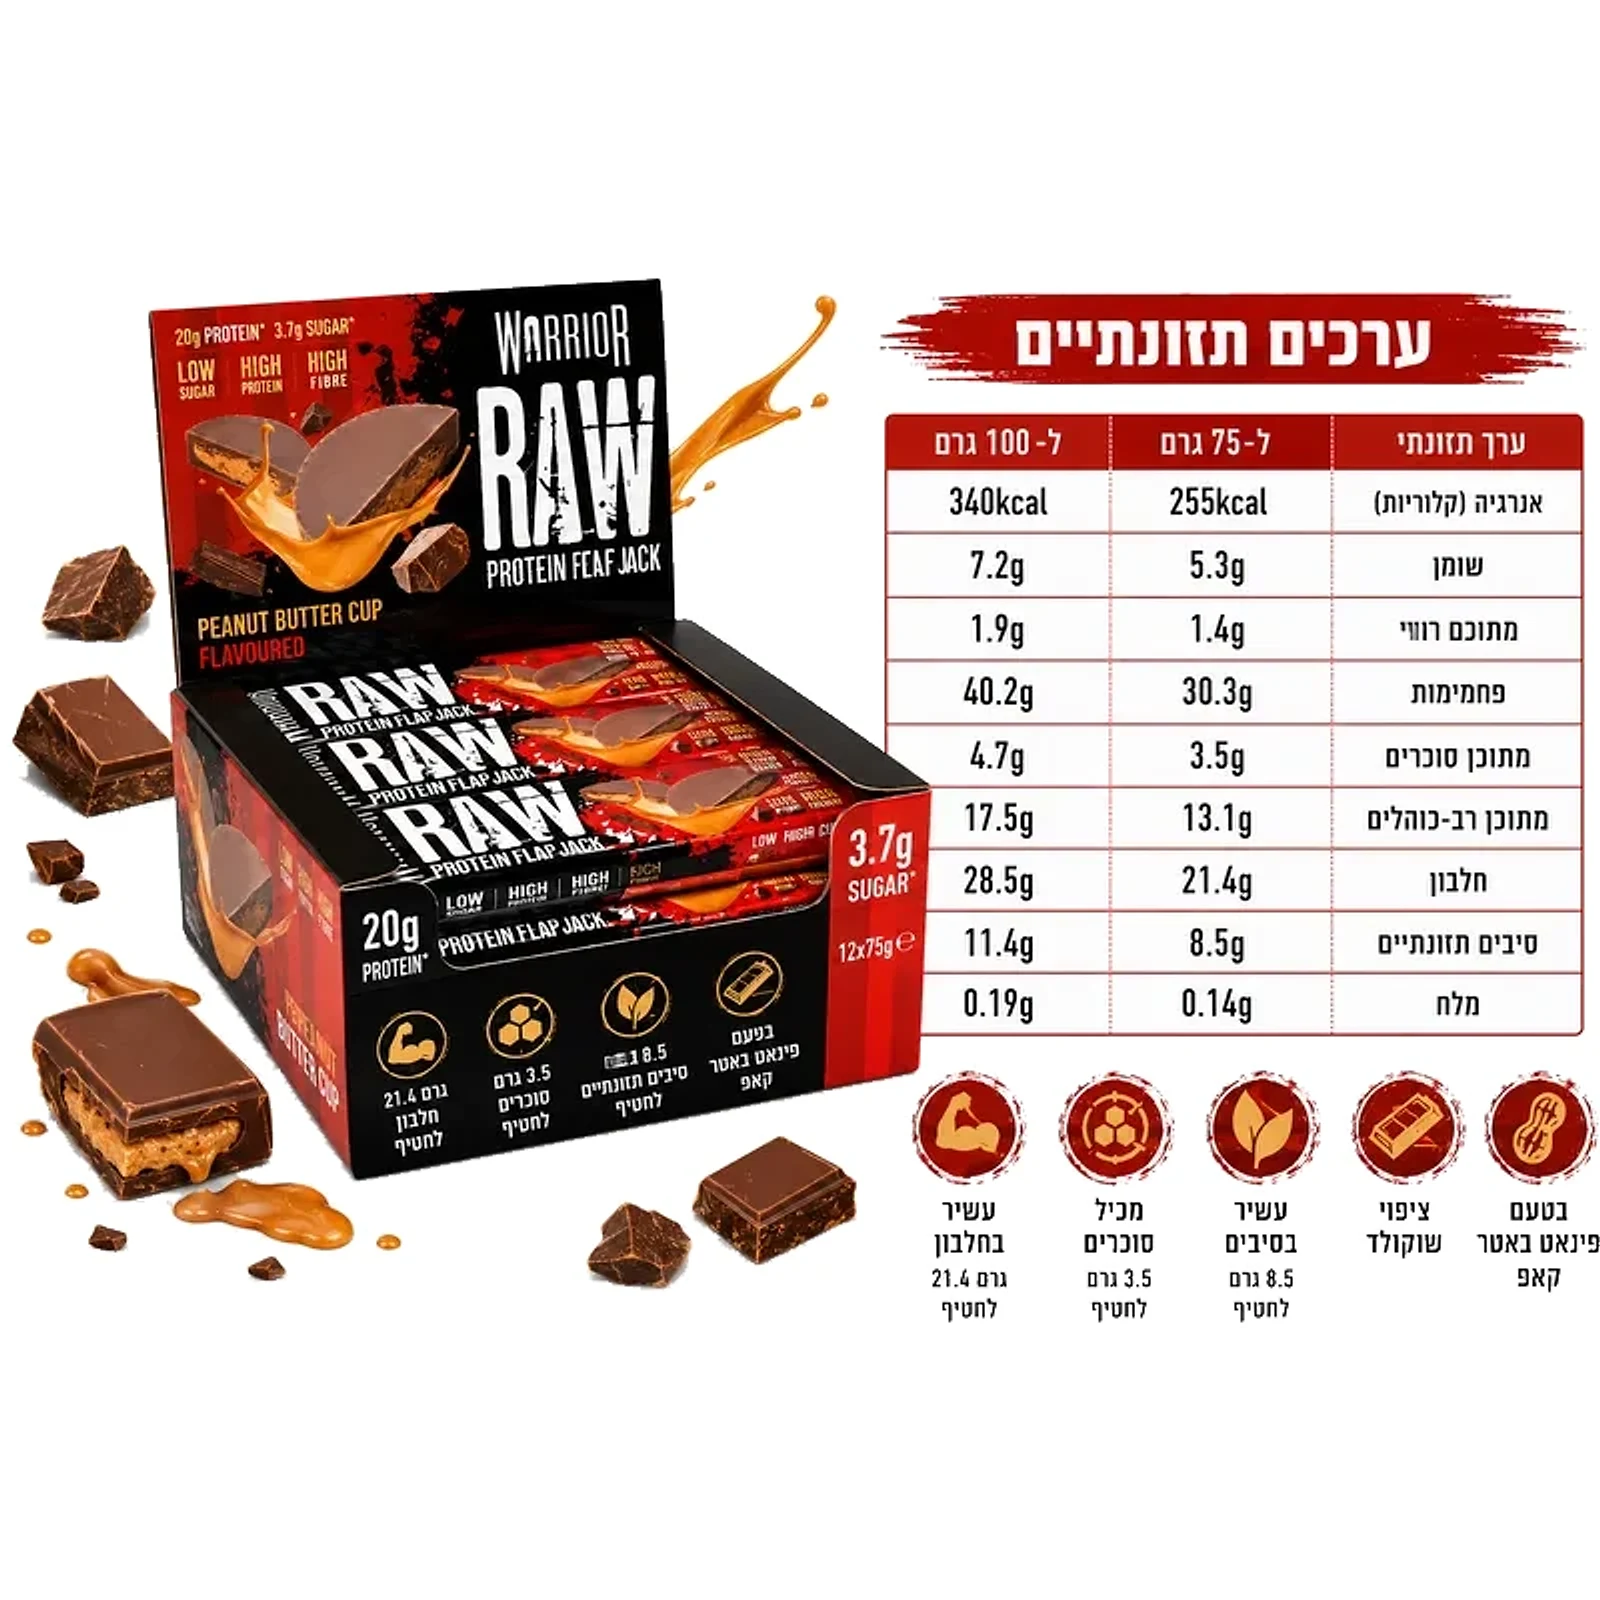 20g PROTEIN* 3.7g SUGAR*
LOW SUGAR
HIGH PROTEIN
HIGH FIBRE
WARRIOR
RAW
PROTEIN FEAF JACK
PEANUT BUTTER CUP
FLAVOURED
RAW
PROTEIN FLAP JACK
RAW
PROTEIN FLAP JACK
RAW
PROTEIN FLAP JACK
LOW
HIGH
HIGH
PROTEIN FLAP JACK
20g
PROTEIN*
3.7g
SUGAR*
12x75g℮
BUTTER CUP
21.4 גרם
חלבון
לחטיף
3.5 גרם
סוכרים
לחטיף
8.5
סיבים תזונתיים
לחטיף
פינאט באטר
קאפ
ערכים תזונתיים
ערך תזונתי ל-75 גרם ל- 100 גרם
אנרגיה (קלוריות) 255kcal 340kcal
שומן 5.3g 7.2g
מתוכם 1.4g 1.9g
פחמימות 30.3g 40.2g
מתוכן סוכרים 3.5g 4.7g
מתוכן רב-כוהלים 13.1g 17.5g
חלבון 21.4g 28.5g
סיבים תזונתיים 8.5g 11.4g
מלח 0.14g 0.19g
בטעם
פינאט באטר
קאפ
ציפוי
שוקולד
עשיר
בסיבים
8.5 גרם
לחטיף
מכיל
סוכרים
3.5 גרם
לחטיף
עשיר
בחלבון
21.4 גרם
לחטיף